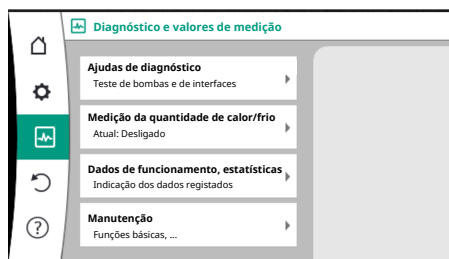 Diagnóstico e valores de medição
Ajudas de diagnóstico
Teste de bombas e de interfaces
Medição da quantidade de calor/frio
Atual: Desligado
Dados de funcionamento, estatísticas
Indicação dos dados registados
Manutenção
Funções básicas, ...
?